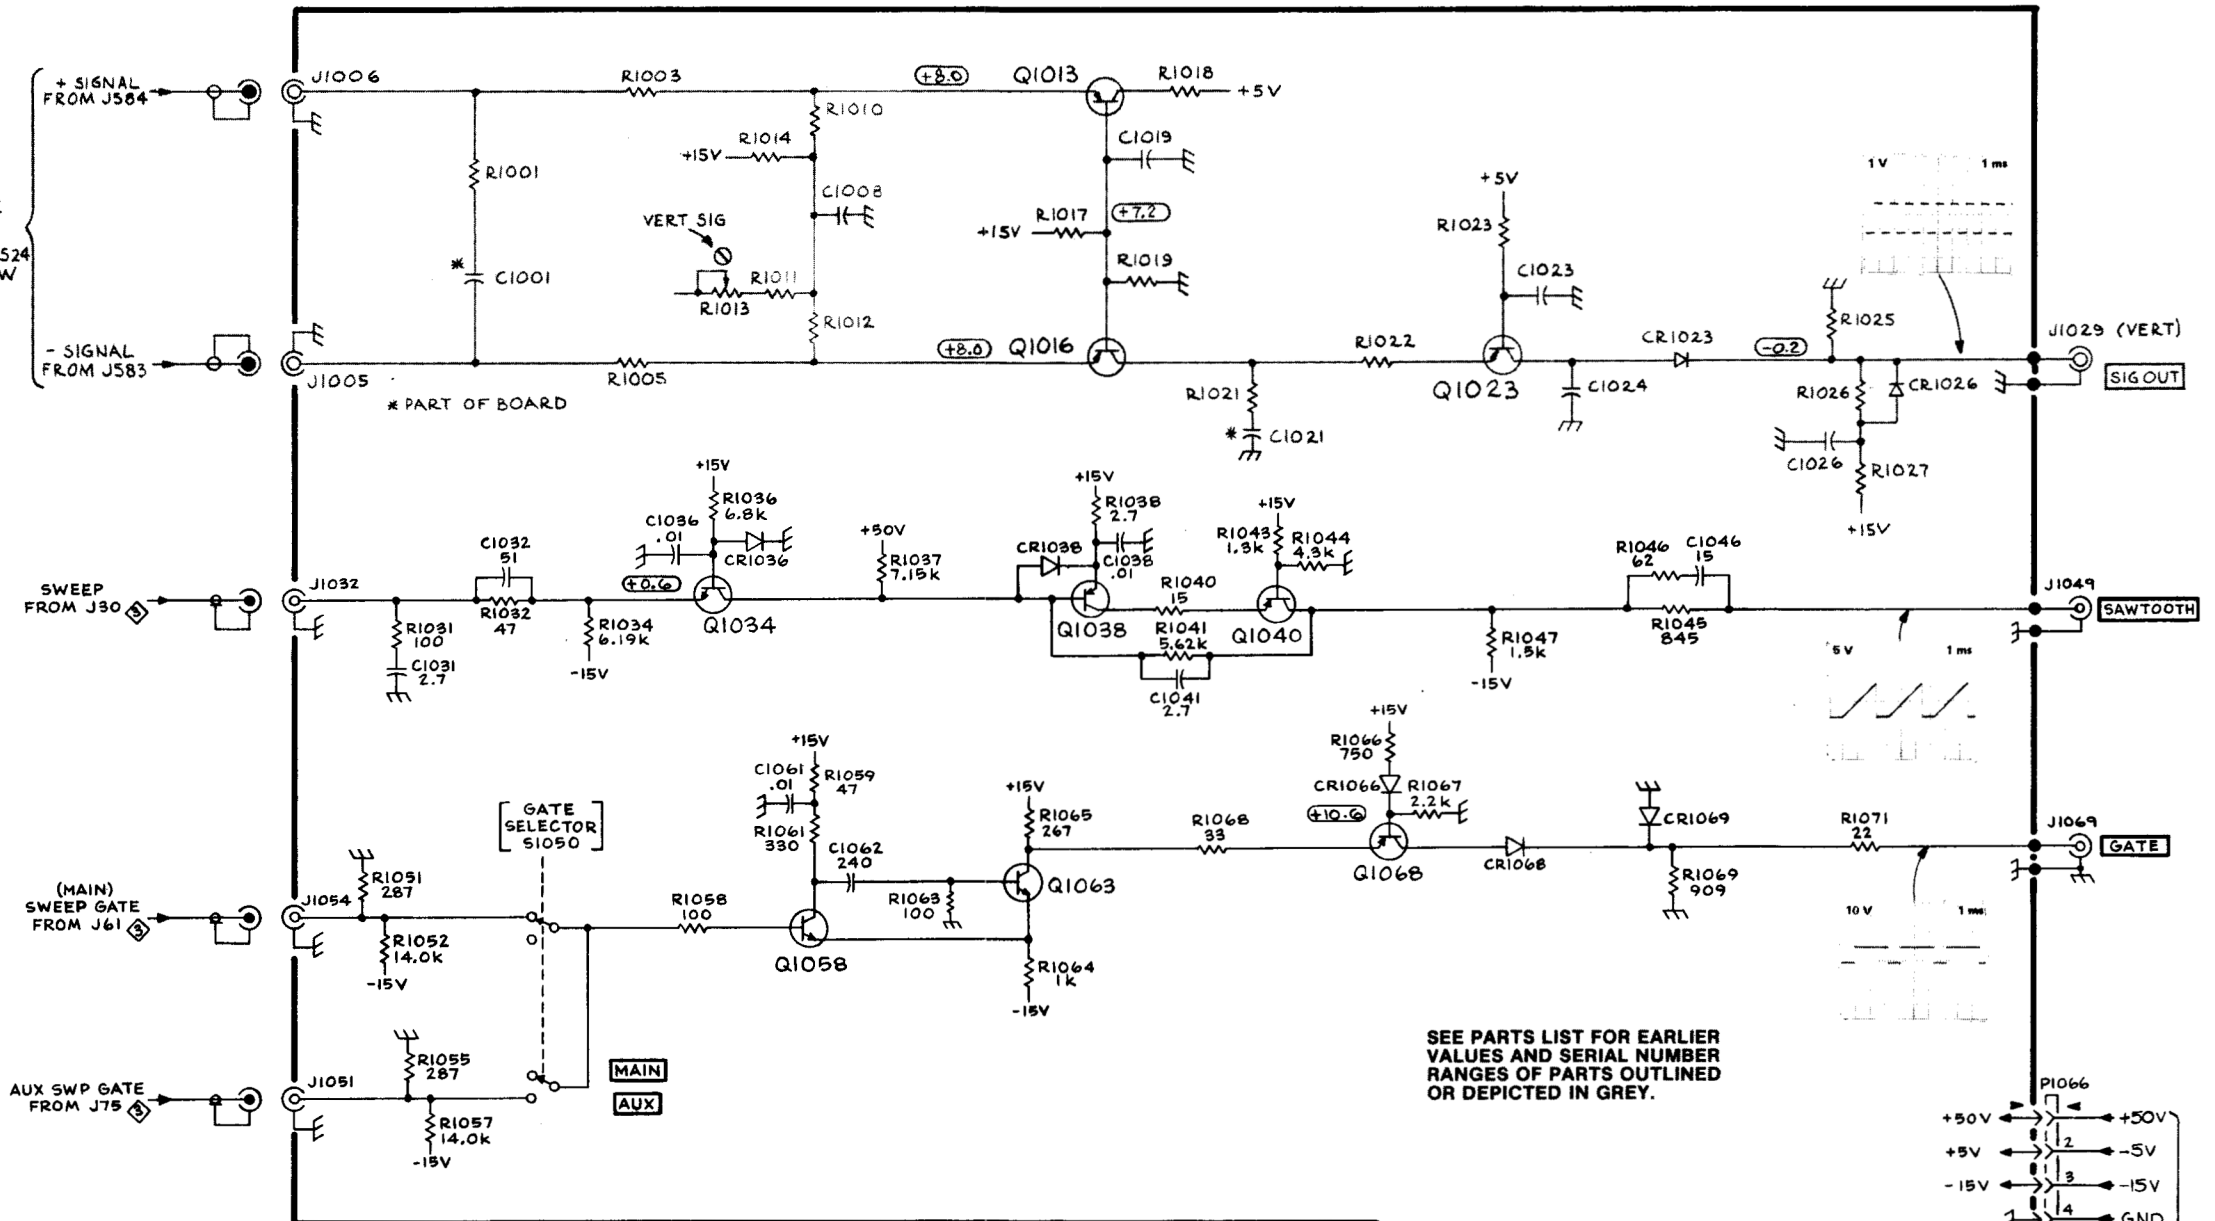 + SIGNAL
FROM J584
J1006
R1003
+8.0
Q1013
R1018
+5V
R1010
R1014
+15V
C1019
R1001
C1008
1 V
1 ms
+5V
VERT SIG
R1017
+7.2
+15V
R1023
524
W
*
C1001
R1011
R1013
R1019
C1023
R1012
R1025
J1029 (VERT)
- SIGNAL
FROM J583
+8.0
Q1016
R1022
CR1023
-0.2
SIG OUT
J1005
R1005
* PART OF BOARD
R1021
Q1023
C1024
R1026
CR1026
*
C1021
C1026
R1027
+15V
+15V
R1036
6.8k
C1036
.01
CR1036
+50V
R1037
7.15k
+15V
R1038
2.7
CR1038
C1038
.01
+15V
R1043
1.3k
R1044
4.3k
C1032
51
R1046
62
C1046
15
SWEEP
FROM J30
3
J1032
R1032
47
+0.6
Q1034
R1040
15
J1049
SAWTOOTH
R1031
100
C1031
2.7
R1034
6.19k
-15V
Q1038
R1041
5.62k
Q1040
C1041
2.7
R1047
1.5k
-15V
R1045
845
5 V
1 ms
+15V
C1061
.01
R1059
47
R1061
330
+15V
R1065
267
+15V
R1066
750
CR1066
R1067
2.2k
+10.6
[GATE
SELECTOR
S1050]
C1062
240
R1068
33
Q1068
CR1068
CR1069
R1071
22
J1069
GATE
(MAIN)
SWEEP GATE
FROM J61
3
R1051
287
J1054
R1052
14.0k
-15V
R1058
100
Q1058
R1063
100
Q1063
R1064
1k
-15V
R1069
909
10 V
1 ms
R1055
287
AUX SWP GATE
FROM J75
3
J1051
R1057
14.0k
-15V
MAIN
AUX
SEE PARTS LIST FOR EARLIER
VALUES AND SERIAL NUMBER
RANGES OF PARTS OUTLINED
OR DEPICTED IN GREY.
P1066
+50V
+50V
+5V
2
-5V
-15V
3
-15V
4
GND